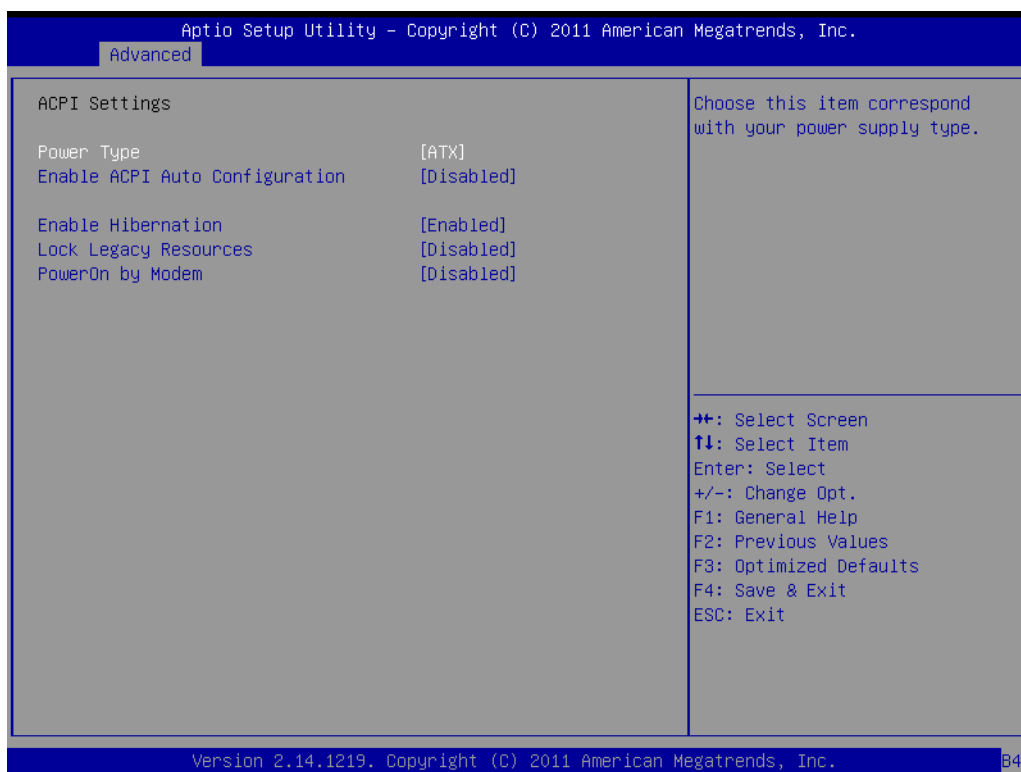 Aptio Setup Utility – Copyright (C) 2011 American Megatrends, Inc.
Advanced
ACPI Settings
Power Type [ATX]
Enable ACPI Auto Configuration [Disabled]
Enable Hibernation [Enabled]
Lock Legacy Resources [Disabled]
PowerOn by Modem [Disabled]
Choose this item correspond
with your power supply type.
→←: Select Screen
↑↓: Select Item
Enter: Select
+/-: Change Opt.
F1: General Help
F2: Previous Values
F3: Optimized Defaults
F4: Save & Exit
ESC: Exit
Version 2.14.1219. Copyright (C) 2011 American Megatrends, Inc.
B4